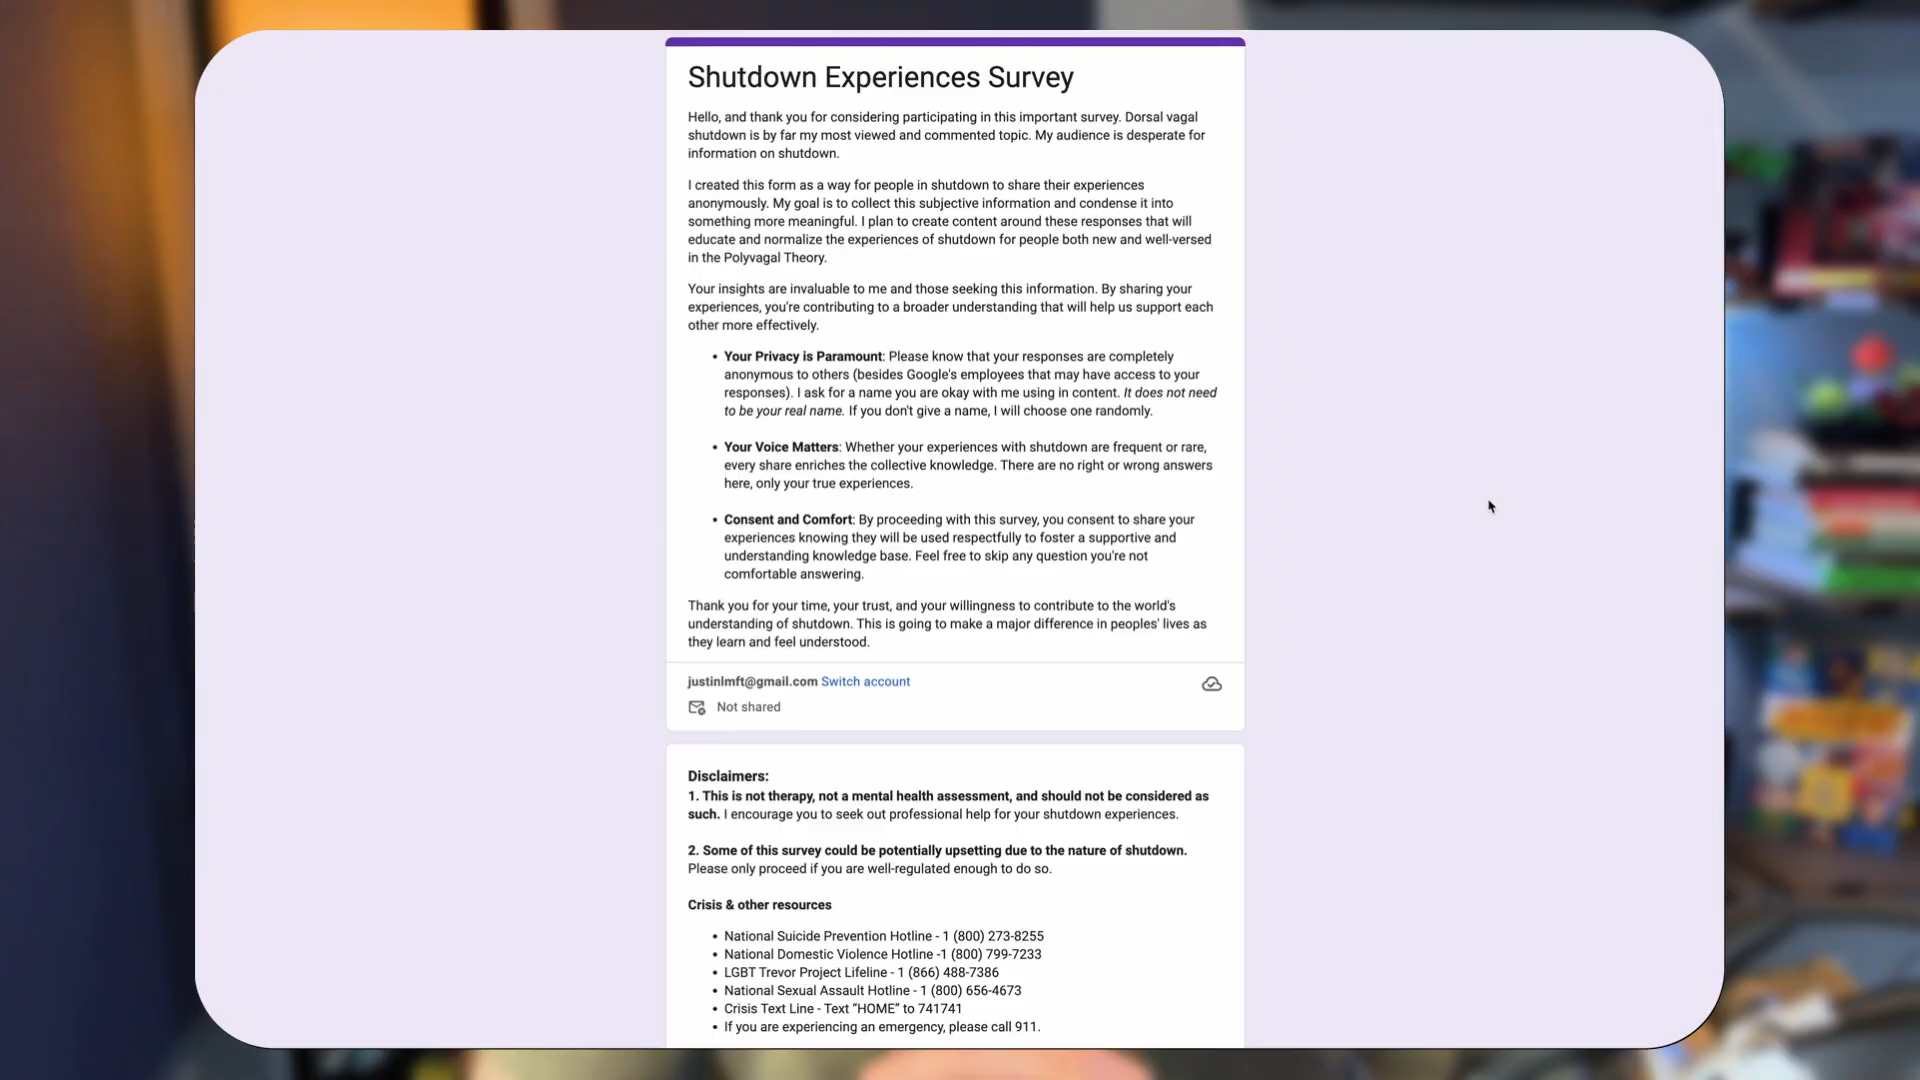 Shutdown Experiences Survey
Hello, and thank you for considering participating in this important survey. Dorsal vagal
shutdown is by far my most viewed and commented topic. My audience is desperate for
information on shutdown.
I created this form as a way for people in shutdown to share their experiences
anonymously. My goal is to collect this subjective information and condense it into
something more meaningful. I plan to create content around these responses that will
educate and normalize the experiences of shutdown for people both new and well-versed
in the Polyvagal Theory.
Your insights are invaluable to me and those seeking this information. By sharing your
experiences, you're contributing to a broader understanding that will help us support each
other more effectively.
• Your Privacy is Paramount: Please know that your responses are completely
anonymous to others (besides Google's employees that may have access to your
responses). I ask for a name you are okay with me using in content. It does not need
to be your real name. If you don't give a name, I will choose one randomly.
• Your Voice Matters: Whether your experiences with shutdown are frequent or rare,
every share enriches the collective knowledge. There are no right or wrong answers
here, only your true experiences.
• Consent and Comfort: By proceeding with this survey, you consent to share your
experiences knowing they will be used respectfully to foster a supportive and
understanding knowledge base. Feel free to skip any question you're not
comfortable answering.
Thank you for your time, your trust, and your willingness to contribute to the world's
understanding of shutdown. This is going to make a major difference in peoples' lives as
they learn and feel understood.
justinlmft@gmail.com Switch account
Not shared
Disclaimers:
1. This is not therapy, not a mental health assessment, and should not be considered as
such. I encourage you to seek out professional help for your shutdown experiences.
2. Some of this survey could be potentially upsetting due to the nature of shutdown.
Please only proceed if you are well-regulated enough to do so.
Crisis & other resources
• National Suicide Prevention Hotline - 1 (800) 273-8255
• National Domestic Violence Hotline -1 (800) 799-7233
• LGBT Trevor Project Lifeline - 1 (866) 488-7386
• National Sexual Assault Hotline - 1 (800) 656-4673
• Crisis Text Line - Text “HOME” to 741741
• If you are experiencing an emergency, please call 911.